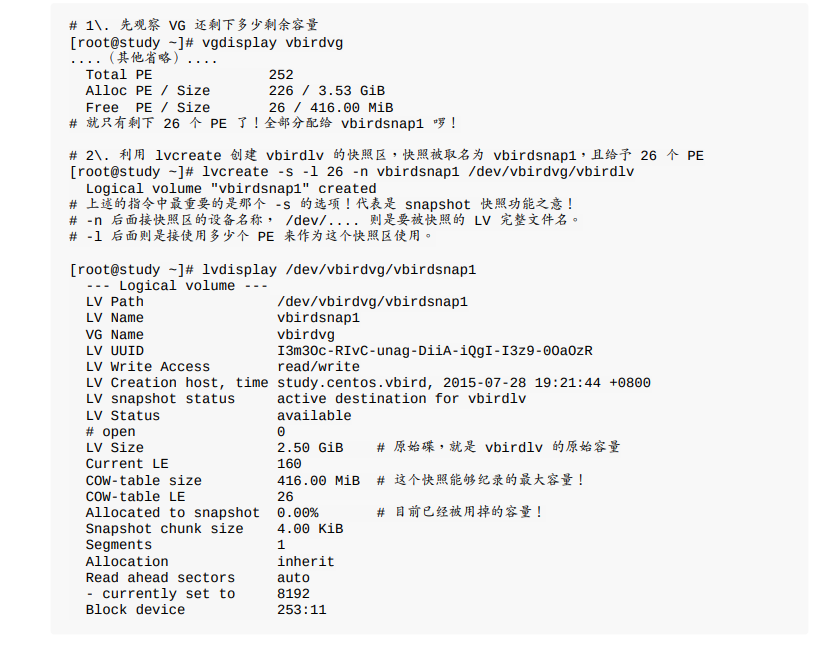 # 1\. 先观察 VG 还剩下多少剩余容量
[root@study ~]# vgdisplay vbirdvg
....（其他省略）....
Total PE 252
Alloc PE / Size 226 / 3.53 GiB
Free PE / Size 26 / 416.00 MiB
# 就只有剩下 26 个 PE 了！全部分配给 vbirdsnap1 啰！
# 2\. 利用 lvcreate 创建 vbirdlv 的快照区，快照被取名为 vbirdsnap1，且给予 26 个 PE
[root@study ~]# lvcreate -s -l 26 -n vbirdsnap1 /dev/vbirdvg/vbirdlv
Logical volume "vbirdsnap1" created
# 上述的指令中最重要的是那个 -s 的选项！代表是 snapshot 快照功能之意！
# -n 后面接快照区的设备名称， /dev/.... 则是要被快照的 LV 完整文件名。
# -l 后面则是接使用多少个 PE 来作为这个快照区使用。
[root@study ~]# lvdisplay /dev/vbirdvg/vbirdsnap1
--- Logical volume ---
LV Path /dev/vbirdvg/vbirdsnap1
LV Name vbirdsnap1
VG Name vbirdvg
LV UUID I3m3Oc-RIvC-unag-DiiA-iQgI-I3z9-0OaOzR
LV Write Access read/write
LV Creation host, time study.centos.vbird, 2015-07-28 19:21:44 +0800
LV snapshot status active destination for vbirdlv
LV Status available
# open 0
LV Size 2.50 GiB # 原始碟，就是 vbirdlv 的原始容量
Current LE 160
COW-table size 416.00 MiB # 这个快照能够纪录的最大容量！
COW-table LE 26
Allocated to snapshot 0.00% # 目前已经被用掉的容量！
Snapshot chunk size 4.00 KiB
Segments 1
Allocation inherit
Read ahead sectors auto
- currently set to 8192
Block device 253:11